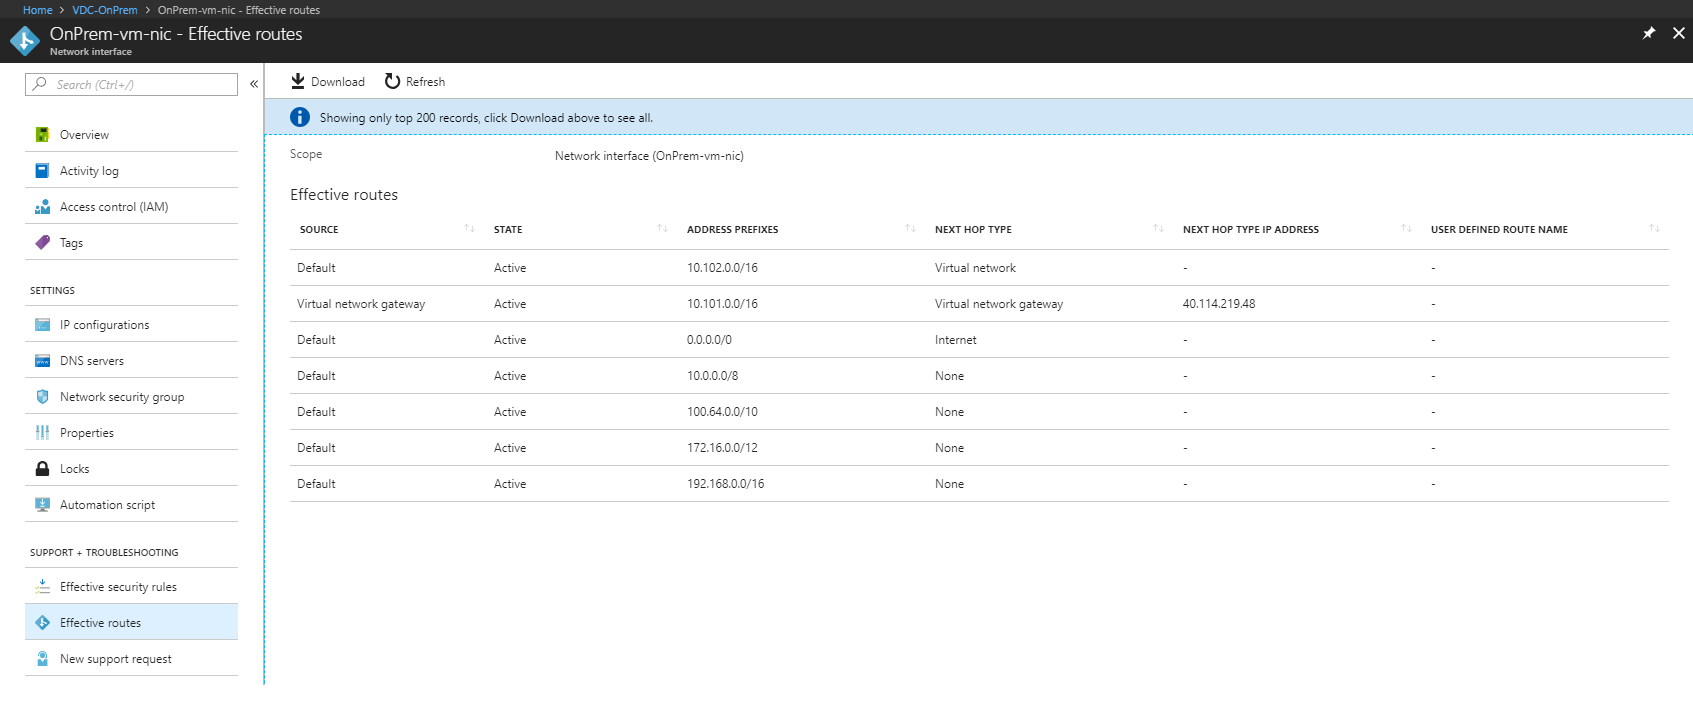 Home > VDC-OnPrem > OnPrem-vm-nic - Effective routes
OnPrem-vm-nic - Effective routes
Network interface
Search (Ctrl+/)
Overview
Activity log
Access control (IAM)
Tags
SETTINGS
IP configurations
DNS servers
Network security group
Properties
Locks
Automation script
SUPPORT + TROUBLESHOOTING
Effective security rules
Effective routes
New support request
Download Refresh
Showing only top 200 records, click Download above to see all.
Scope Network interface (OnPrem-vm-nic)
Effective routes
SOURCE STATE ADDRESS PREFIXES NEXT HOP TYPE NEXT HOP TYPE IP ADDRESS USER DEFINED ROUTE NAME
Default Active 10.102.0.0/16 Virtual network - -
Virtual network gateway Active 10.101.0.0/16 Virtual network gateway 40.114.219.48 -
Default Active 0.0.0.0/0 Internet - -
Default Active 10.0.0.0/8 None - -
Default Active 100.64.0.0/10 None - -
Default Active 172.16.0.0/12 None - -
Default Active 192.168.0.0/16 None - -